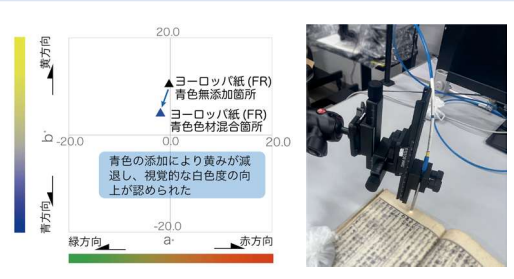 20.0
黄方向
ヨーロッパ紙 (FR)
青色無添加箇所
ヨーロッパ紙 (FR)
青色色材混合箇所
b*
-20.0
0.0
20.0
青色の添加により黄みが減
退し、視覚的な白色度の向
上が認められた
青方向
-20.0
緑方向
a*
赤方向